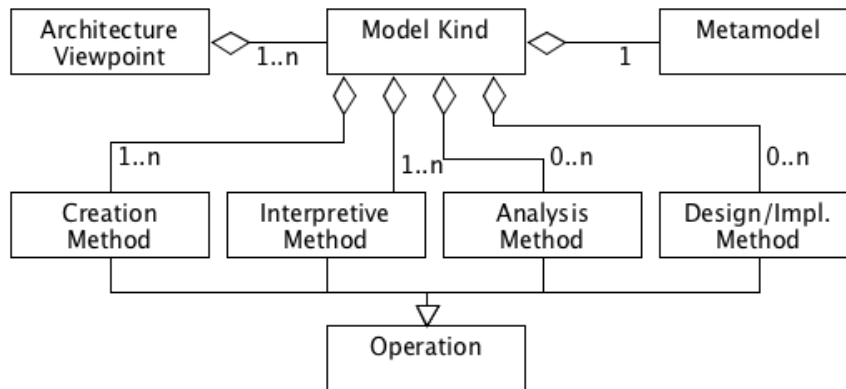 Architecture
Viewpoint
1..n
Model Kind
1
Metamodel
1..n
1..n
0..n
0..n
Creation
Method
Interpretive
Method
Analysis
Method
Design/Impl.
Method
Operation